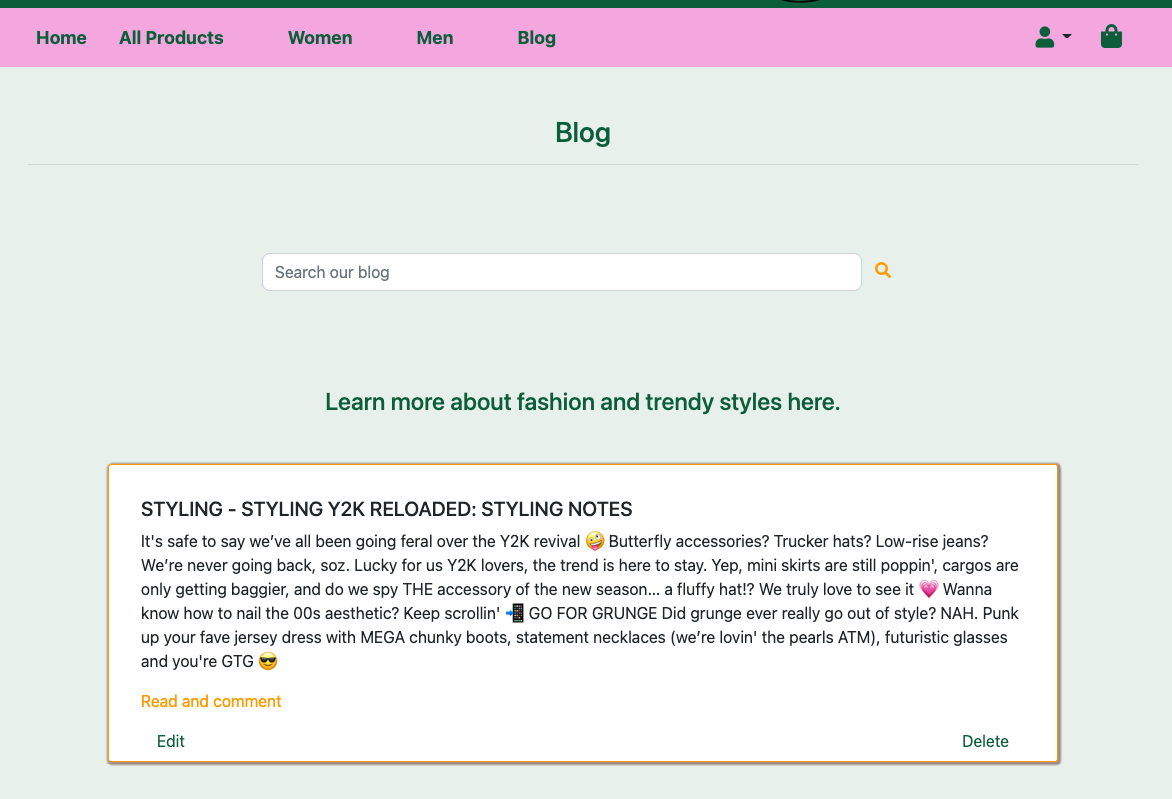 Home All Products Women Men Blog
Blog
Search our blog
Learn more about fashion and trendy styles here.
STYLING - STYLING Y2K RELOADED: STYLING NOTES
It's safe to say we’ve all been going feral over the Y2K revival 🤪 Butterfly accessories? Trucker hats? Low-rise jeans?
We’re never going back, soz. Lucky for us Y2K lovers, the trend is here to stay. Yep, mini skirts are still poppin', cargos are
only getting baggier, and do we spy THE accessory of the new season... a fluffy hat!? We truly love to see it 💗 Wanna
know how to nail the 00s aesthetic? Keep scrollin' 📲 GO FOR GRUNGE Did grunge ever really go out of style? NAH. Punk
up your fave jersey dress with MEGA chunky boots, statement necklaces (we’re lovin' the pearls ATM), futuristic glasses
and you're GTG 😎
Read and comment
Edit Delete